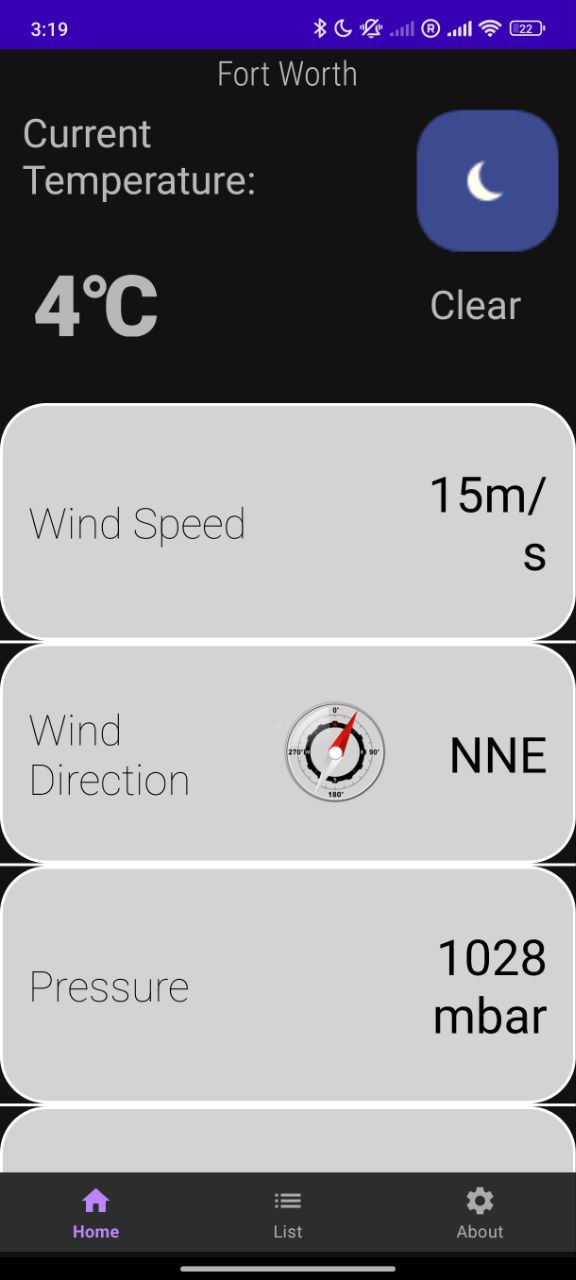 3:19
R
22
Fort Worth
Current
Temperature:
4°C
Clear
Wind Speed
15m/
s
Wind
Direction
0°
270°
90°
180°
NNE
Pressure
1028
mbar
Home
List
About